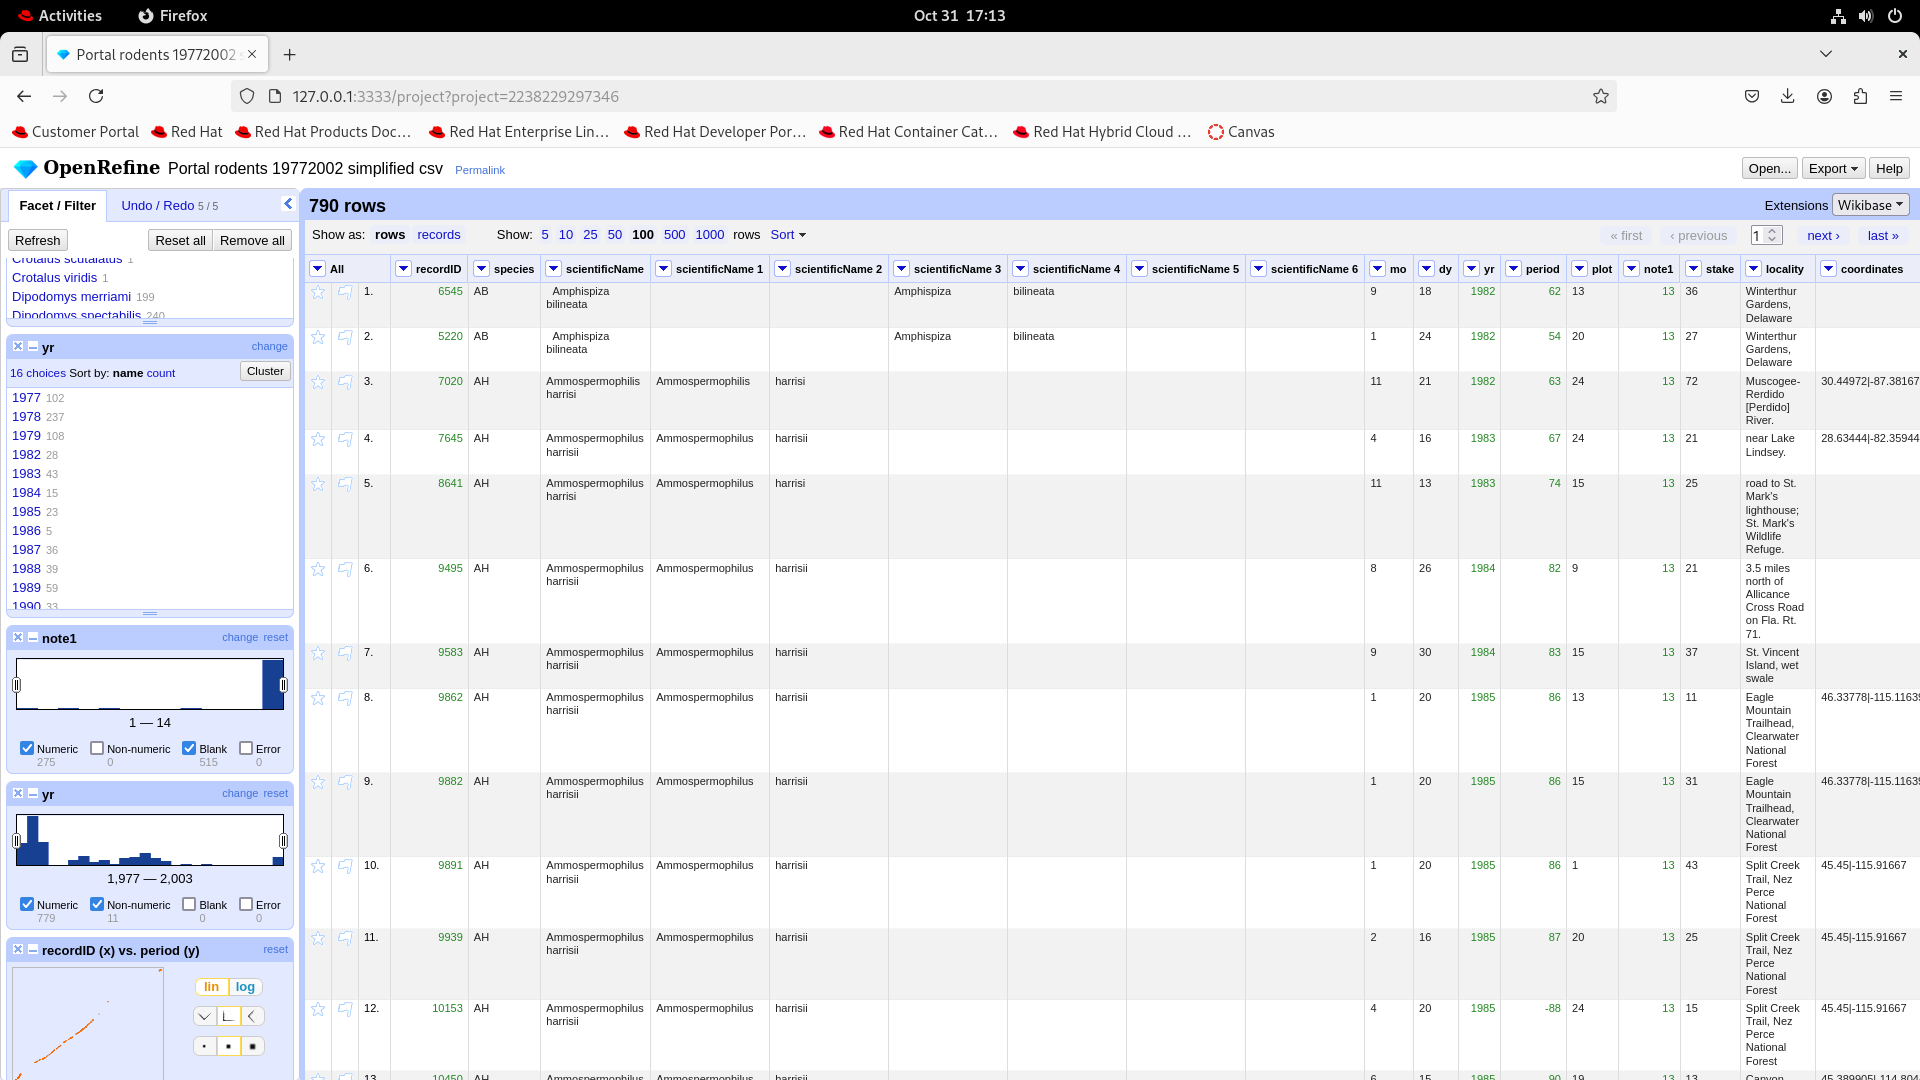 Activities Firefox Oct 31 17:13
Portal rodents 19772002
127.0.0.1:3333/project?project=2238229297346
Customer Portal Red Hat Red Hat Products Doc… Red Hat Enterprise Lin… Red Hat Developer Por… Red Hat Container Cat… Red Hat Hybrid Cloud … Canvas
OpenRefine Portal rodents 19772002 simplified csv Permalink Open... Export Help
Facet / Filter Undo / Redo 5 / 5
Refresh Reset all Remove all
Crotalus scutalatus 1
Crotalus viridis 1
Dipodomys merriami 199
Dipodomys spectabilis 240
yr change
16 choices Sort by: name count Cluster
1977 102
1978 237
1979 108
1982 28
1983 43
1984 15
1985 23
1986 5
1987 36
1988 39
1989 59
1990 33
note1 change reset
1 — 14
Numeric Non-numeric Blank Error
275 0 515 0
yr change reset
1,977 — 2,003
Numeric Non-numeric Blank Error
779 11 0 0
recordID (x) vs. period (y) reset
lin log
790 rows Extensions Wikibase
Show as: rows records Show: 5 10 25 50 100 500 1000 rows Sort « first ‹ previous 1 next › last »
All recordID species scientificName scientificName 1 scientificName 2 scientificName 3 scientificName 4 scientificName 5 scientificName 6 mo dy yr period plot note1 stake locality coordinates
1. 6545 AB Amphispiza bilineata Amphispiza bilineata 9 18 1982 62 13 13 36 Winterthur Gardens, Delaware
2. 5220 AB Amphispiza bilineata Amphispiza bilineata 1 24 1982 54 20 13 27 Winterthur Gardens, Delaware
3. 7020 AH Ammospermophilis harrisi Ammospermophilis harrisi 11 21 1982 63 24 13 72 Muscogee-Rerdido [Perdido] River. 30.44972|-87.38167
4. 7645 AH Ammospermophilus harrisii Ammospermophilus harrisii 4 16 1983 67 24 13 21 near Lake Lindsey. 28.63444|-82.35944
5. 8641 AH Ammospermophilus harrisi Ammospermophilus harrisi 11 13 1983 74 15 13 25 road to St. Mark's lighthouse; St. Mark's Wildlife Refuge.
6. 9495 AH Ammospermophilus harrisii Ammospermophilus harrisii 8 26 1984 82 9 13 21 3.5 miles north of Allicance Cross Road on Fla. Rt. 71.
7. 9583 AH Ammospermophilus harrisii Ammospermophilus harrisii 9 30 1984 83 15 13 37 St. Vincent Island, wet swale
8. 9862 AH Ammospermophilus harrisii Ammospermophilus harrisii 1 20 1985 86 13 13 11 Eagle Mountain Trailhead, Clearwater National Forest 46.33778|-115.11639
9. 9882 AH Ammospermophilus harrisii Ammospermophilus harrisii 1 20 1985 86 15 13 31 Eagle Mountain Trailhead, Clearwater National Forest 46.33778|-115.11639
10. 9891 AH Ammospermophilus harrisii Ammospermophilus harrisii 1 20 1985 86 1 13 43 Split Creek Trail, Nez Perce National Forest 45.45|-115.91667
11. 9939 AH Ammospermophilus harrisii Ammospermophilus harrisii 2 16 1985 87 20 13 25 Split Creek Trail, Nez Perce National Forest 45.45|-115.91667
12. 10153 AH Ammospermophilus harrisii Ammospermophilus harrisii 4 20 1985 -88 24 13 15 Split Creek Trail, Nez Perce National Forest 45.45|-115.91667
13. 10450 AH Ammospermophilus Ammospermophilus harrisii 6 15 1985 90 19 13 13 Canyon